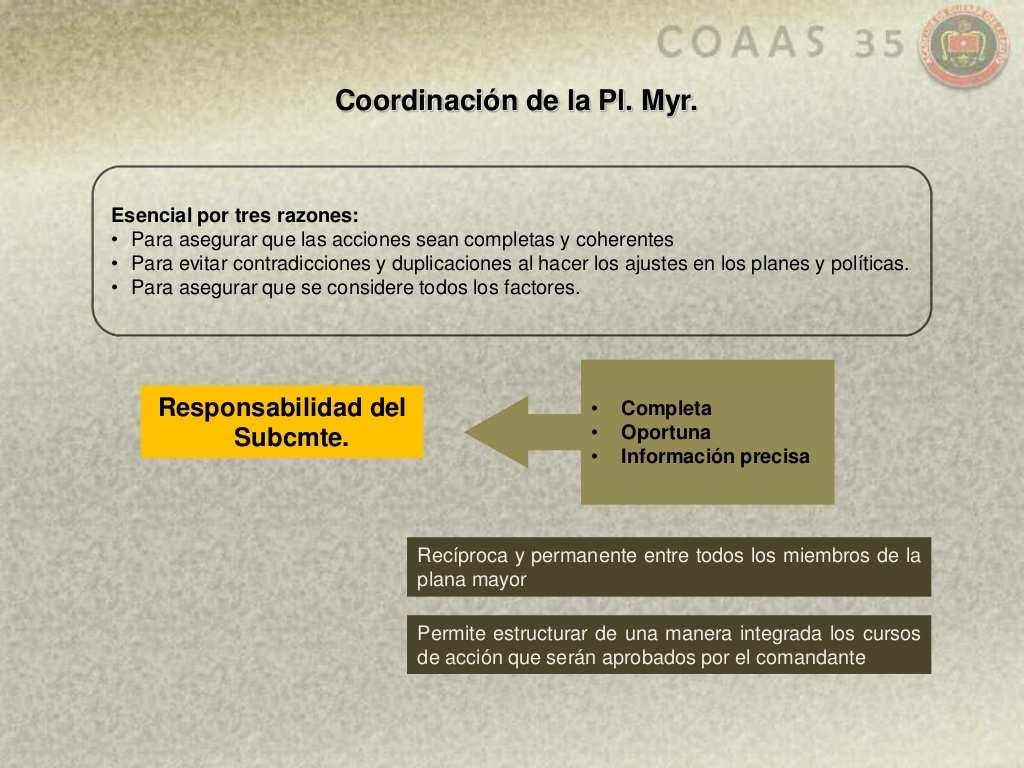 COAAS 35
Coordinación de la Pl. Myr.
Esencial por tres razones:
• Para asegurar que las acciones sean completas y coherentes
• Para evitar contradicciones y duplicaciones al hacer los ajustes en los planes y políticas.
• Para asegurar que se considere todos los factores.
Responsabilidad del
Subcmte.
• Completa
• Oportuna
• Información precisa
Recíproca y permanente entre todos los miembros de la
plana mayor
Permite estructurar de una manera integrada los cursos
de acción que serán aprobados por el comandante